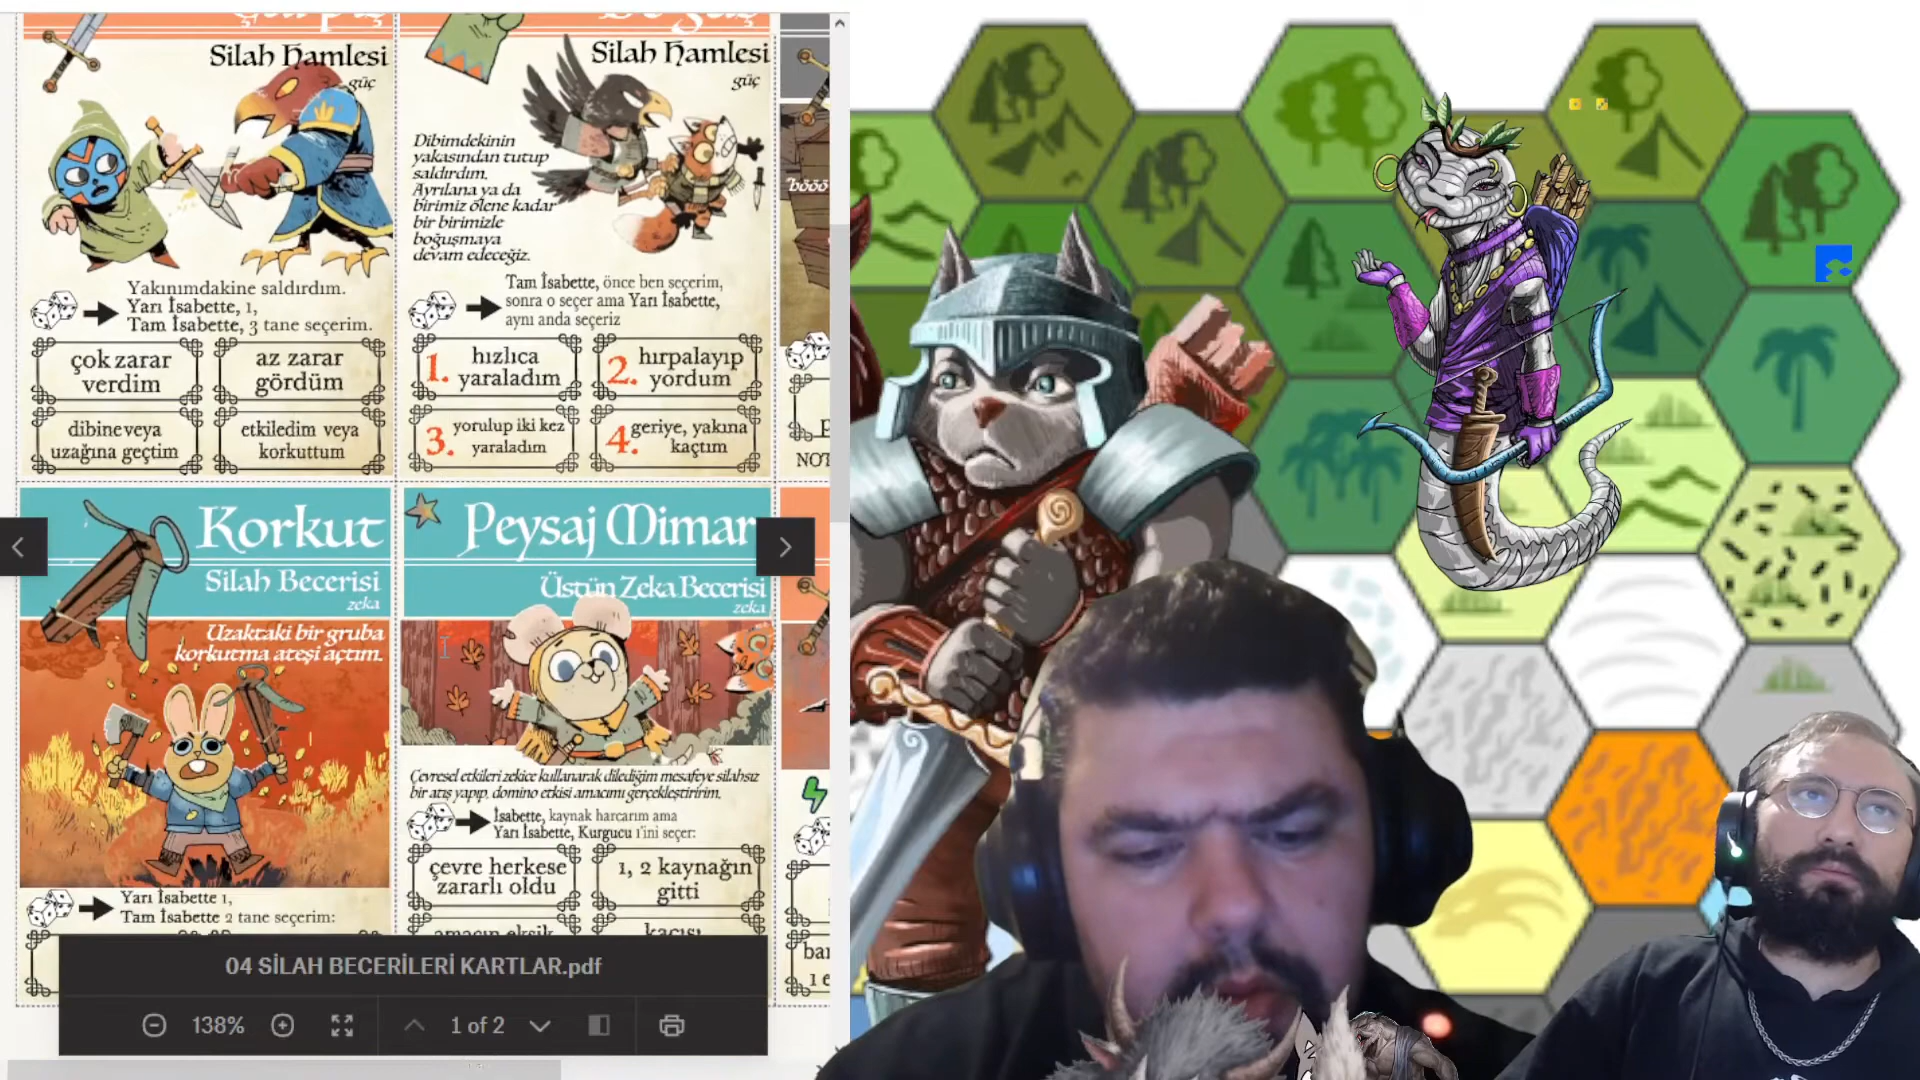 Silah Hamlesi
güç
Yakınımdakine saldırdım.
Yarı İsabette, 1,
Tam İsabette, 3 tane seçerim.
çok zarar
verdim
az zarar
gördüm
dibine veya
uzağına geçtim
etkiledim veya
korkuttum
Silah Hamlesi
güç
Dibimdekinin
yakasından tutup
saldırdım.
Ayrılana ya da
birimiz ölene kadar
bir birimizle
boğuşmaya
devam edeceğiz.
Tam İsabette, önce ben seçerim,
sonra o seçer ama Yarı İsabette,
aynı anda seçeriz
1. hızlıca
yaraladım
2. hırpalayıp
yordum
3. yorulup iki kez
yaraladım
4. geriye, yakına
kaçtım
NOT
Korkut
Silah Becerisi
zeka
Uzaktaki bir gruba
korkutma ateşi açtım.
Yarı İsabette 1,
Tam İsabette 2 tane seçerim:
Peysaj Mimar
Üstün Zeka Becerisi
zeka
Çevresel etkileri zekice kullanarak dilediğim mesafeye silahsız
bir atış yapıp, domino etkisi amacımı gerçekleştiririm.
İsabette, kaynak harcarım ama
Yarı İsabette, Kurgucu 1'ini seçer:
çevre herkese
zararlı oldu
1, 2 kaynağın
gitti
04 SİLAH BECERİLERİ KARTLAR.pdf
138%
1 of 2